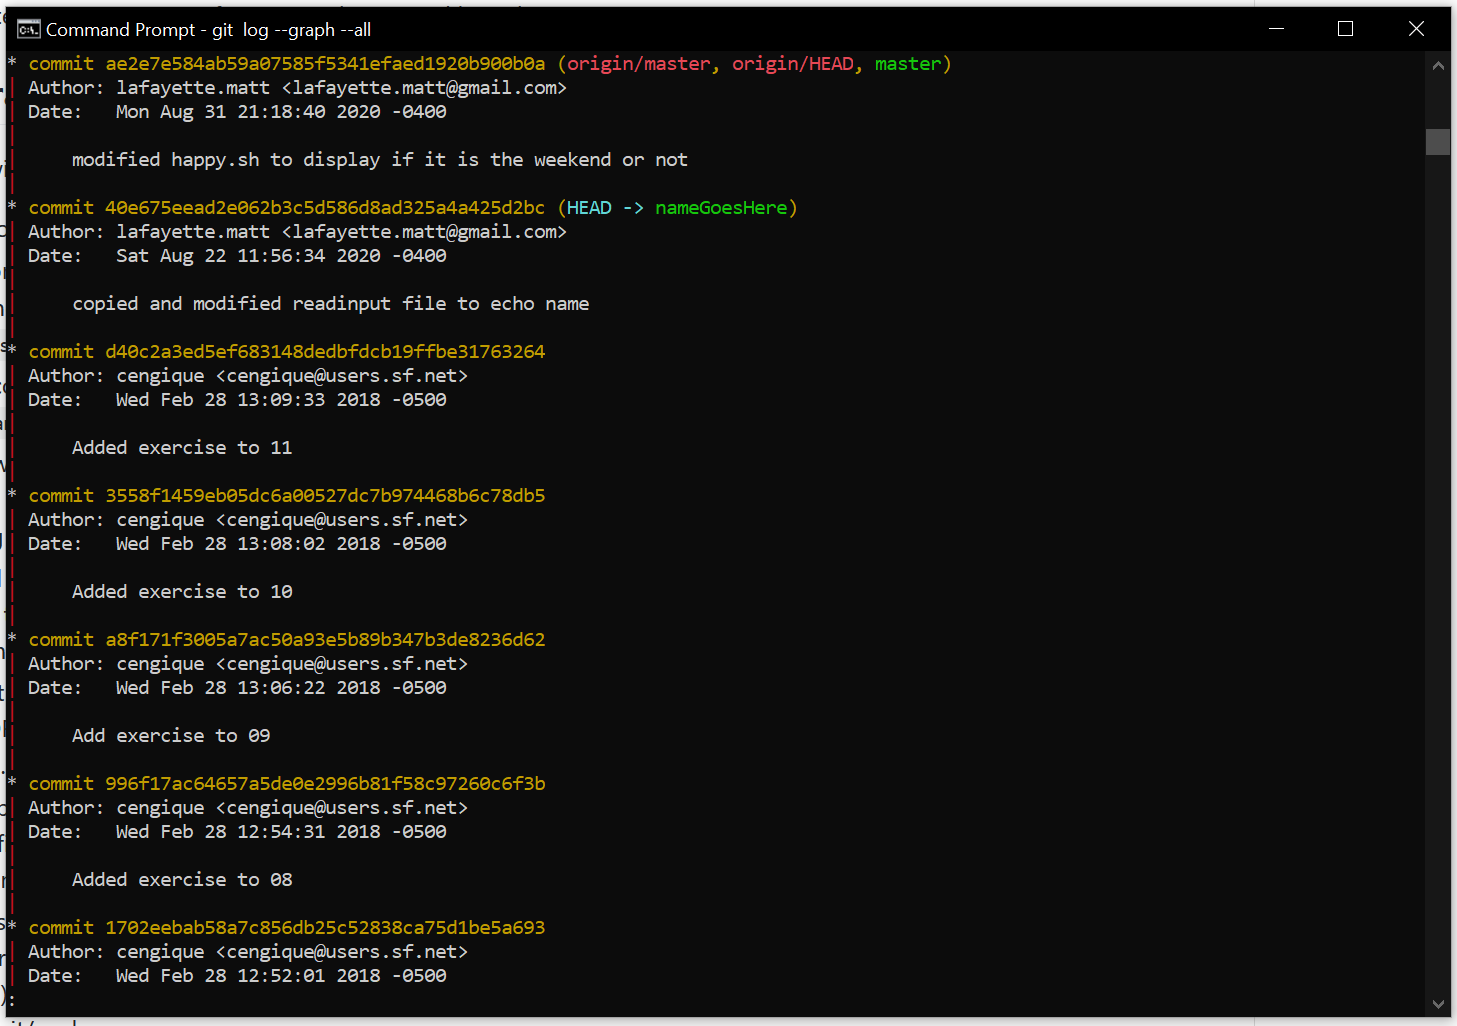 Command Prompt - git  log --graph --all
* commit ae2e7e584ab59a07585f5341efaed1920b900b0a (origin/master, origin/HEAD, master)
| Author: lafayette.matt <lafayette.matt@gmail.com>
| Date:   Mon Aug 31 21:18:40 2020 -0400
|
|     modified happy.sh to display if it is the weekend or not
|
* commit 40e675eead2e062b3c5d586d8ad325a4a425d2bc (HEAD -> nameGoesHere)
| Author: lafayette.matt <lafayette.matt@gmail.com>
| Date:   Sat Aug 22 11:56:34 2020 -0400
|
|     copied and modified readinput file to echo name
|
* commit d40c2a3ed5ef683148dedbfdcb19ffbe31763264
| Author: cengique <cengique@users.sf.net>
| Date:   Wed Feb 28 13:09:33 2018 -0500
|
|     Added exercise to 11
|
* commit 3558f1459eb05dc6a00527dc7b974468b6c78db5
| Author: cengique <cengique@users.sf.net>
| Date:   Wed Feb 28 13:08:02 2018 -0500
|
|     Added exercise to 10
|
* commit a8f171f3005a7ac50a93e5b89b347b3de8236d62
| Author: cengique <cengique@users.sf.net>
| Date:   Wed Feb 28 13:06:22 2018 -0500
|
|     Add exercise to 09
|
* commit 996f17ac64657a5de0e2996b81f58c97260c6f3b
| Author: cengique <cengique@users.sf.net>
| Date:   Wed Feb 28 12:54:31 2018 -0500
|
|     Added exercise to 08
|
* commit 1702eebab58a7c856db25c52838ca75d1be5a693
| Author: cengique <cengique@users.sf.net>
| Date:   Wed Feb 28 12:52:01 2018 -0500
: